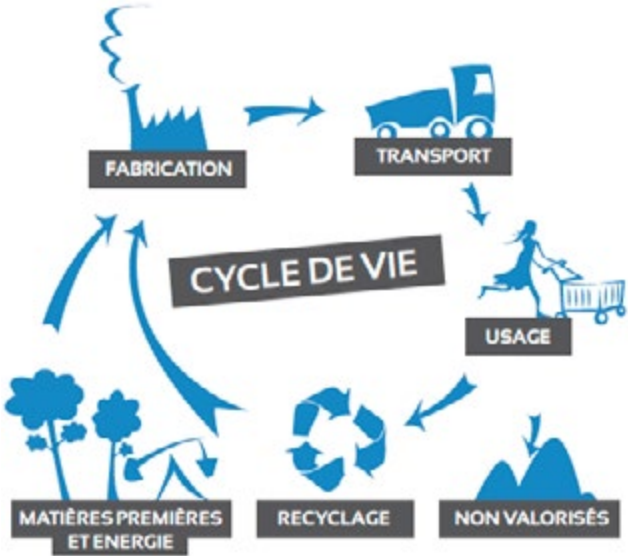 FABRICATION
TRANSPORT
CYCLE DE VIE
USAGE
MATIÈRES PREMIÈRES
ET ENERGIE
RECYCLAGE
NON VALORISÉS